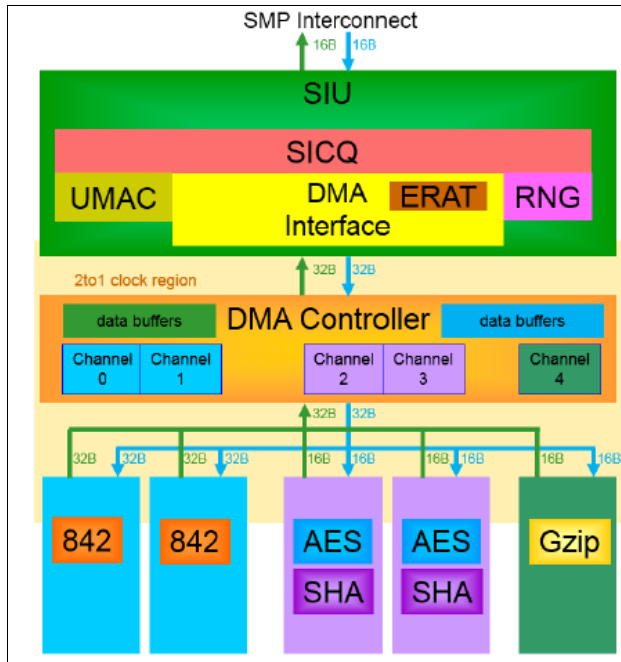 SMP Interconnect
16B 16B
SIU
SICQ
UMAC
DMA
Interface
ERAT
RNG
32B 32B
2to1 clock region
data buffers
DMA Controller
data buffers
Channel
0
Channel
1
Channel
2
Channel
3
Channel
4
32B 32B
32B 32B 32B 32B 16B 16B 16B 16B 16B 16B
842
842
AES
SHA
AES
SHA
Gzip